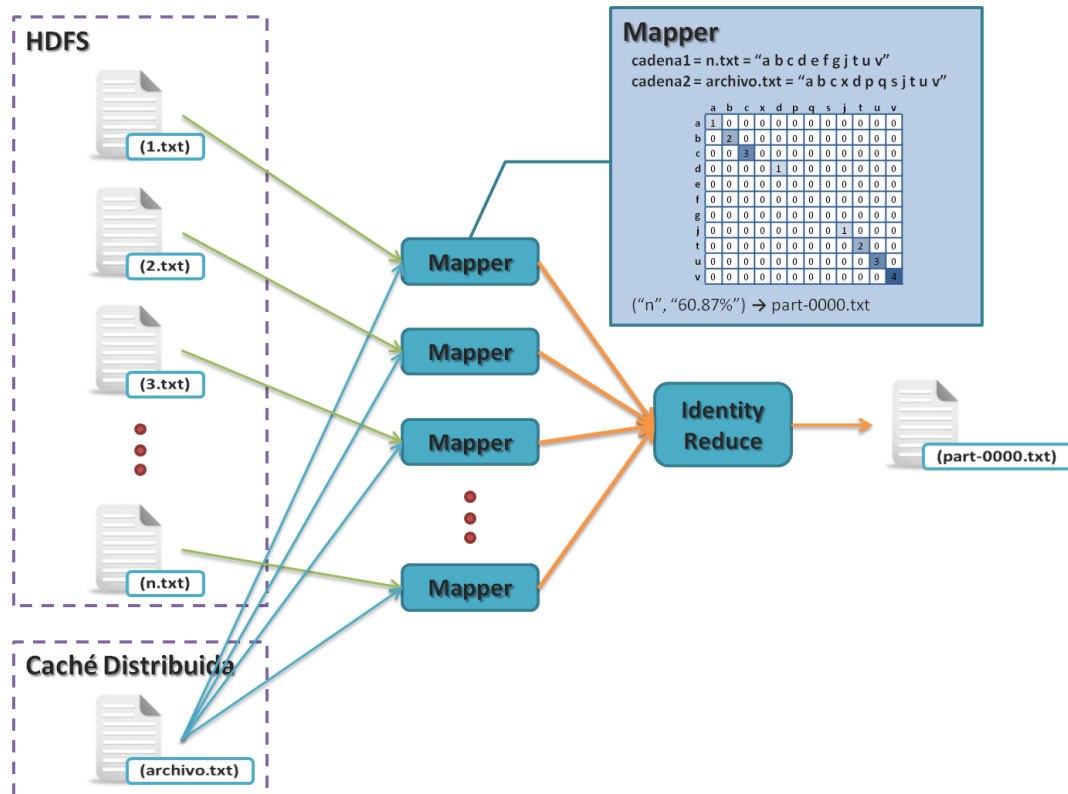 HDFS
(1.txt)
(2.txt)
(3.txt)
(n.txt)
Caché Distribuida
(archivo.txt)
Mapper
Mapper
Mapper
Mapper
Mapper
cadena1 = n.txt = “a b c d e f g j t u v”
cadena2 = archivo.txt = “a b c x d p q s j t u v”
a b c x d p q s j t u v
a 1 0 0 0 0 0 0 0 0 0 0 0
b 0 2 0 0 0 0 0 0 0 0 0 0
c 0 0 3 0 0 0 0 0 0 0 0 0
d 0 0 0 0 1 0 0 0 0 0 0 0
e 0 0 0 0 0 0 0 0 0 0 0 0
f 0 0 0 0 0 0 0 0 0 0 0 0
g 0 0 0 0 0 0 0 0 0 0 0 0
j 0 0 0 0 0 0 0 0 1 0 0 0
t 0 0 0 0 0 0 0 0 0 2 0 0
u 0 0 0 0 0 0 0 0 0 0 3 0
v 0 0 0 0 0 0 0 0 0 0 0 4
(“n”, “60.87%”) → part-0000.txt
Identity
Reduce
(part-0000.txt)